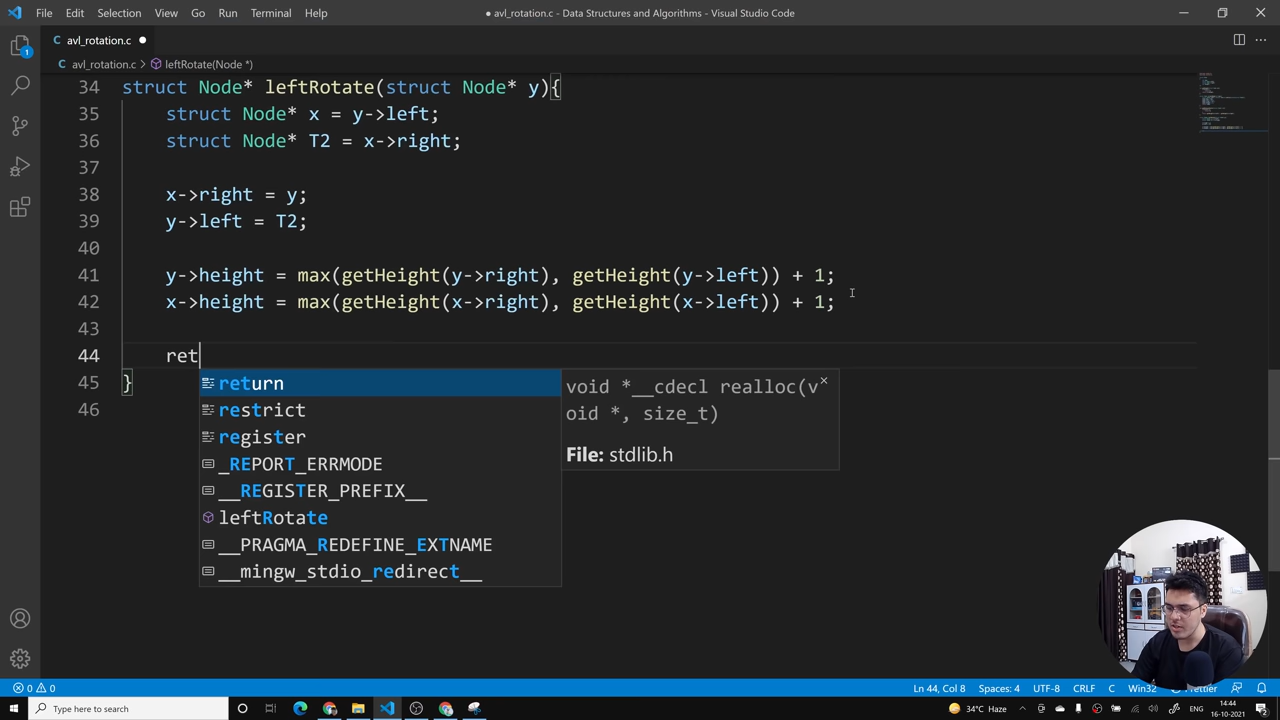 File Edit Selection View Go Run Terminal Help
● avl_rotation.c - Data Structures and Algorithms - Visual Studio Code
C avl_rotation.c ●
C avl_rotation.c > leftRotate(Node *)
34 struct Node* leftRotate(struct Node* y){
35 struct Node* x = y->left;
36 struct Node* T2 = x->right;
37
38 x->right = y;
39 y->left = T2;
40
41 y->height = max(getHeight(y->right), getHeight(y->left)) + 1;
42 x->height = max(getHeight(x->right), getHeight(x->left)) + 1;
43
44 ret
45 }
46
return
restrict
register
_REPORT_ERRMODE
__REGISTER_PREFIX__
leftRotate
__PRAGMA_REDEFINE_EXTNAME
__mingw_stdio_redirect__
void *__cdecl realloc(v
oid *, size_t)
File: stdlib.h
1
0 0
Ln 44, Col 8 Spaces: 4 UTF-8 CRLF C Win32 Prettier
Type here to search
34°C Haze
ENG
14:44
16-10-2021
2